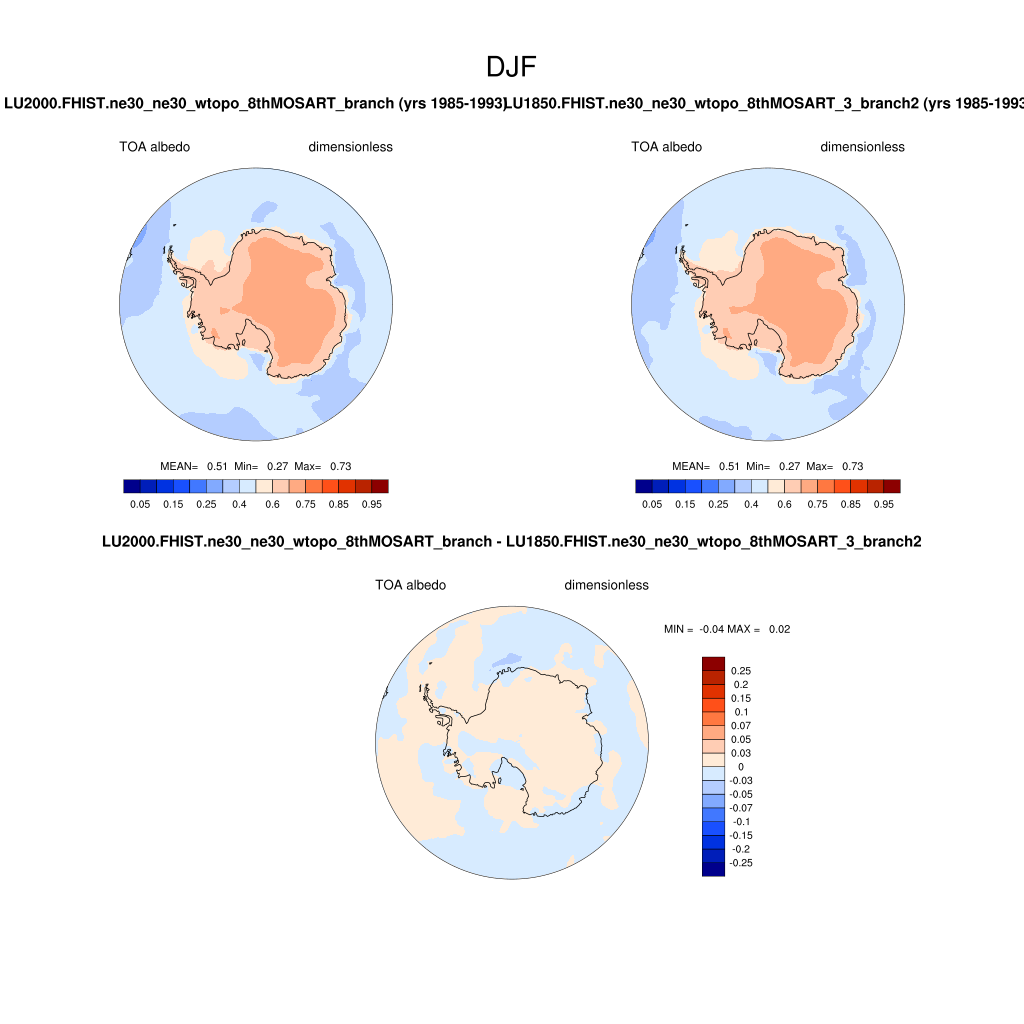 DJF
LU2000.FHIST.ne30_ne30_wtopo_8thMOSART_branch (yrs 1985-1993)
LU1850.FHIST.ne30_ne30_wtopo_8thMOSART_3_branch2 (yrs 1985-1993
TOA albedo dimensionless
TOA albedo dimensionless
MEAN= 0.51 Min= 0.27 Max= 0.73
MEAN= 0.51 Min= 0.27 Max= 0.73
0.05 0.15 0.25 0.4 0.6 0.75 0.85 0.95
0.05 0.15 0.25 0.4 0.6 0.75 0.85 0.95
LU2000.FHIST.ne30_ne30_wtopo_8thMOSART_branch - LU1850.FHIST.ne30_ne30_wtopo_8thMOSART_3_branch2
TOA albedo dimensionless
MIN = -0.04 MAX = 0.02
0.25
0.2
0.15
0.1
0.07
0.05
0.03
0
-0.03
-0.05
-0.07
-0.1
-0.15
-0.2
-0.25